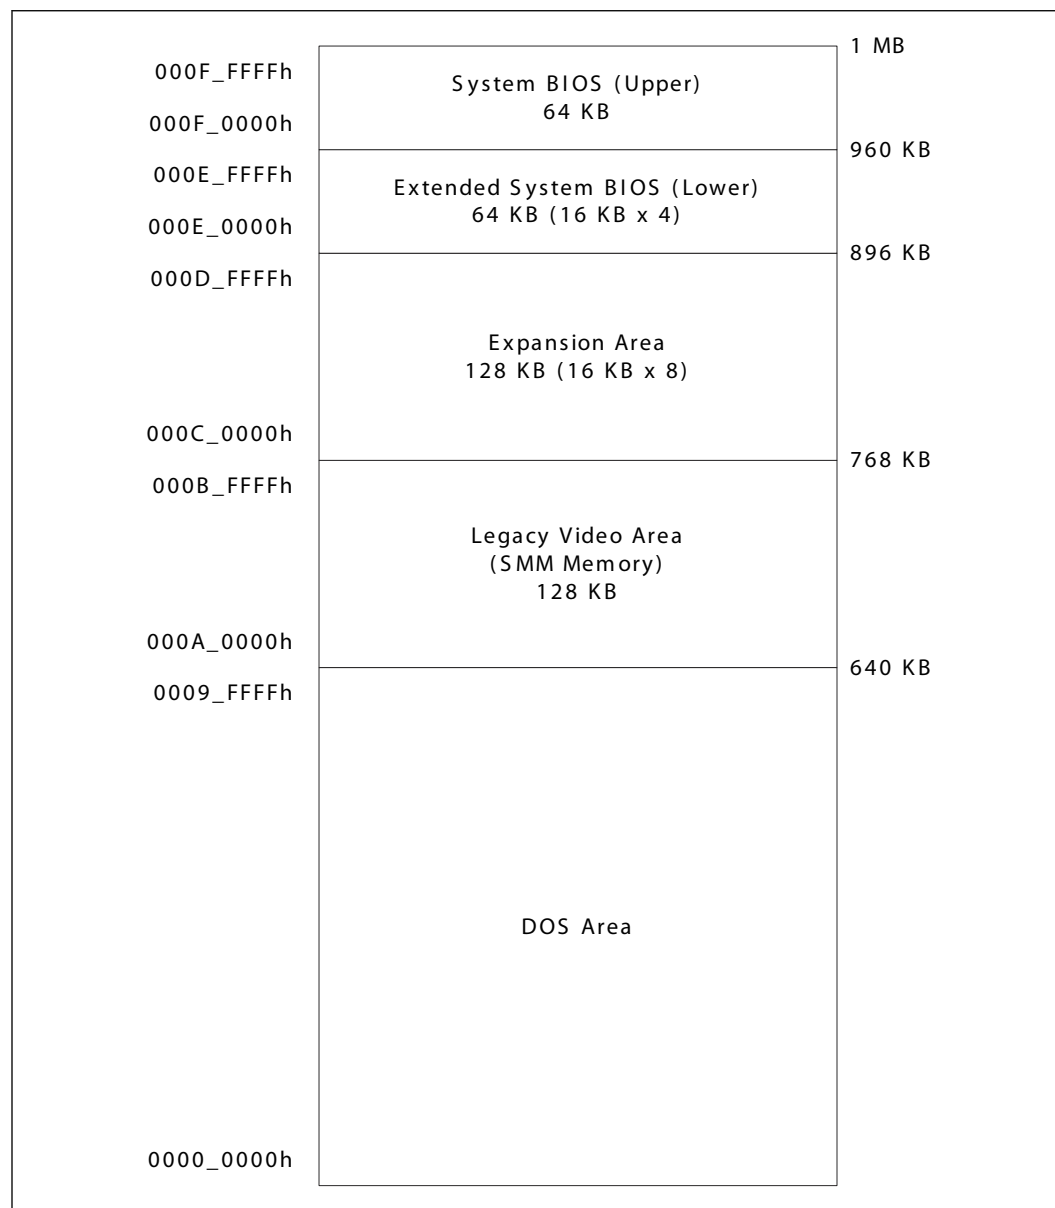 1 MB
000F_FFFFh
System BIOS (Upper)
64 KB
000F_0000h
960 KB
000E_FFFFh
Extended System BIOS (Lower)
64 KB (16 KB x 4)
000E_0000h
896 KB
000D_FFFFh
Expansion Area
128 KB (16 KB x 8)
000C_0000h
768 KB
000B_FFFFh
Legacy Video Area
(SMM Memory)
128 KB
000A_0000h
640 KB
0009_FFFFh
DOS Area
0000_0000h